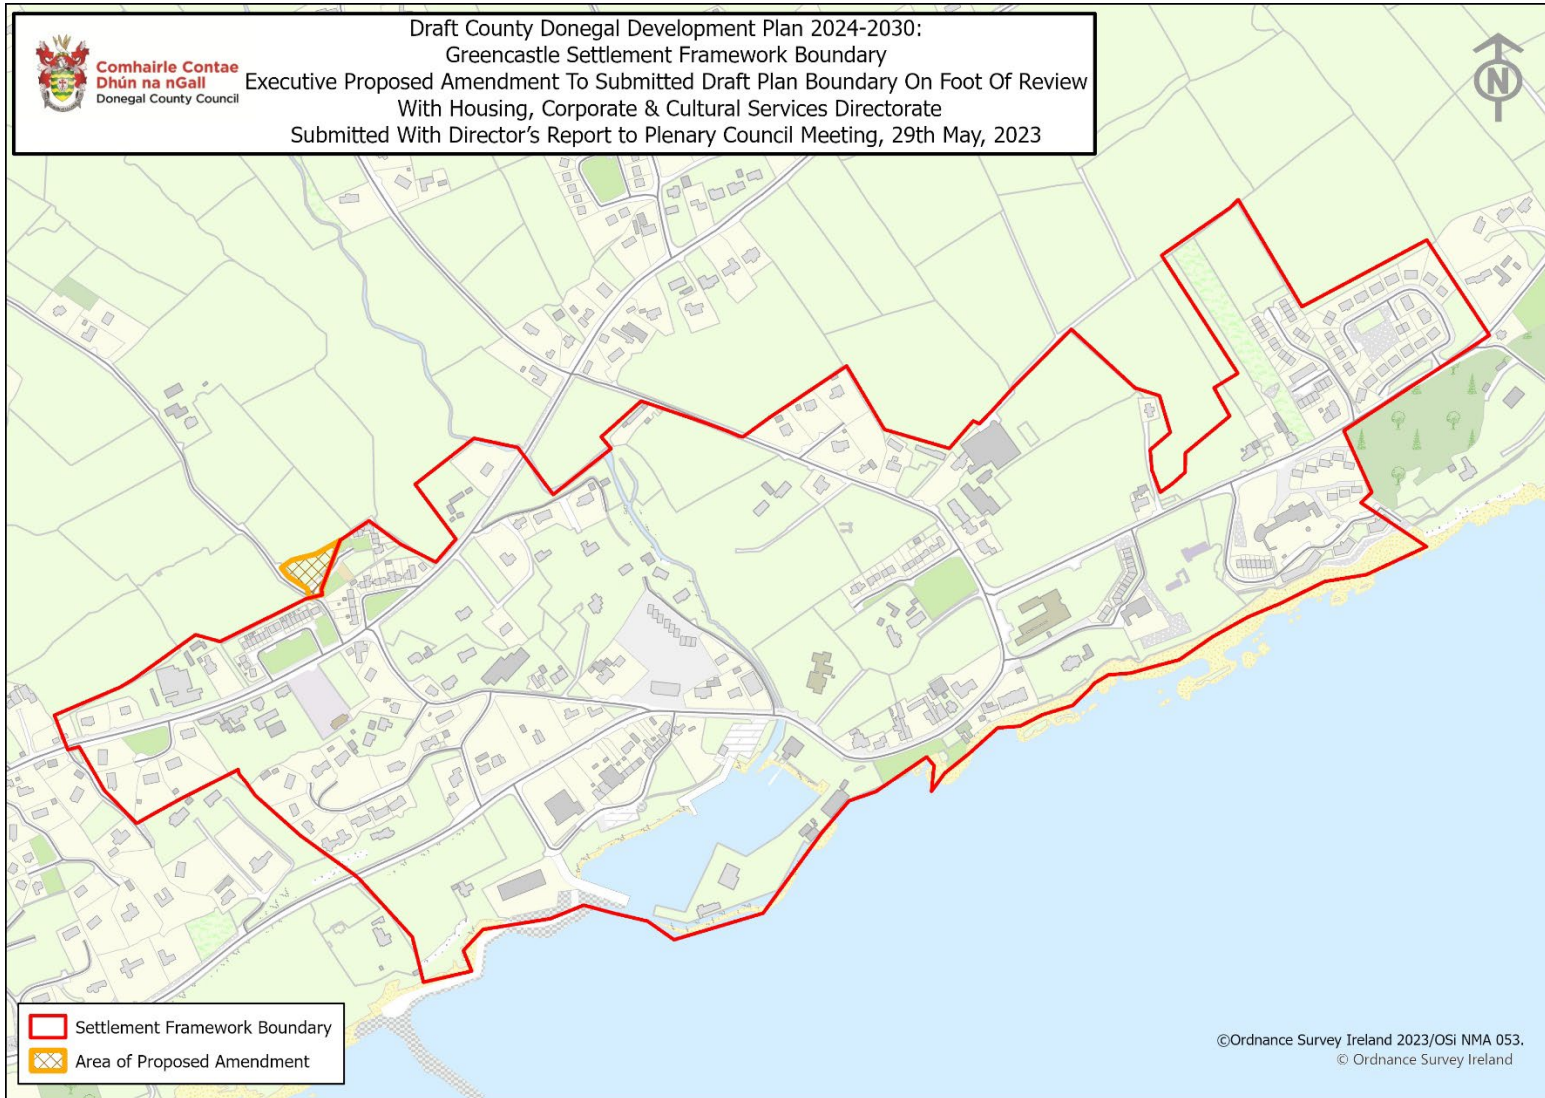 Draft County Donegal Development Plan 2024-2030:
Greencastle Settlement Framework Boundary
Executive Proposed Amendment To Submitted Draft Plan Boundary On Foot Of Review
With Housing, Corporate & Cultural Services Directorate
Submitted With Director's Report to Plenary Council Meeting, 29th May, 2023
Comhairle Contae
Dhún na nGall
Donegal County Council
N
Settlement Framework Boundary
Area of Proposed Amendment
©Ordnance Survey Ireland 2023/OSi NMA 053.
© Ordnance Survey Ireland